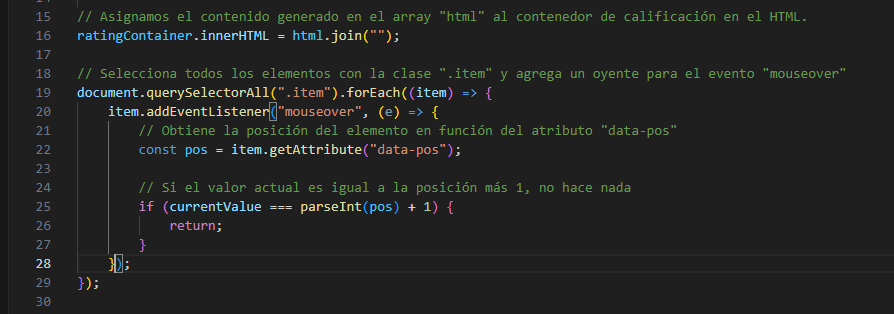 15 // Asignamos el contenido generado en el array "html" al contenedor de calificación en el HTML.
16 ratingContainer.innerHTML = html.join("");
17
18 // Selecciona todos los elementos con la clase ".item" y agrega un oyente para el evento "mouseover"
19 document.querySelectorAll(".item").forEach((item) => {
20     item.addEventListener("mouseover", (e) => {
21         // Obtiene la posición del elemento en función del atributo "data-pos"
22         const pos = item.getAttribute("data-pos");
23
24         // Si el valor actual es igual a la posición más 1, no hace nada
25         if (currentValue === parseInt(pos) + 1) {
26             return;
27         }
28     });
29 });
30